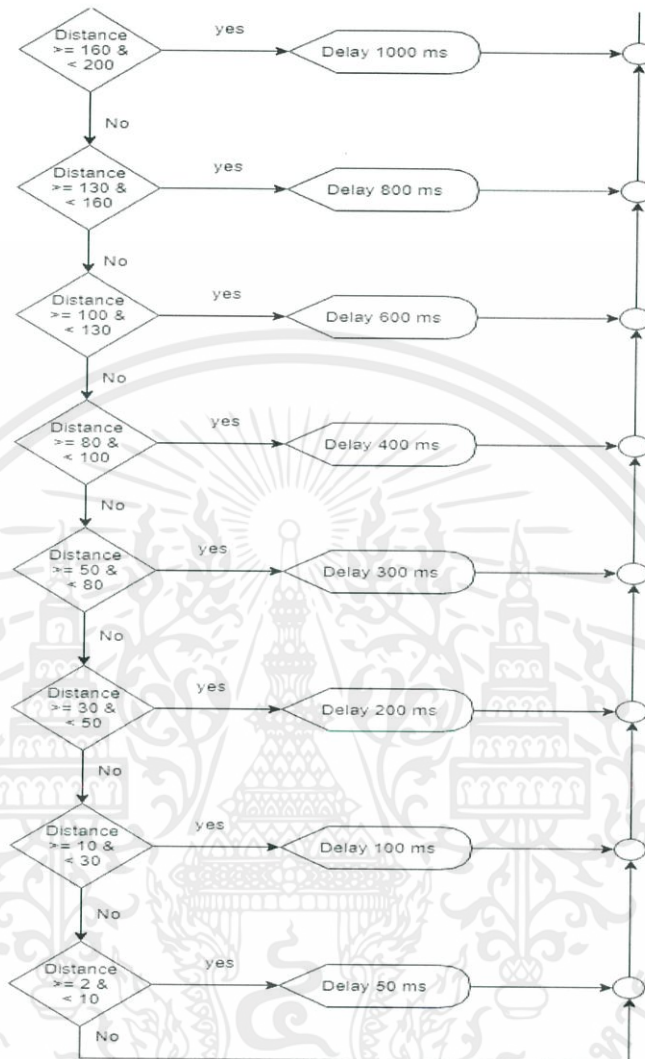 Distance
>= 160 &
< 200
yes
Delay 1000 ms
No
Distance
>= 130 &
< 160
yes
Delay 800 ms
No
Distance
>= 100 &
< 130
yes
Delay 600 ms
No
Distance
>= 80 &
< 100
yes
Delay 400 ms
No
Distance
>= 50 &
< 80
yes
Delay 300 ms
No
Distance
>= 30 &
< 50
yes
Delay 200 ms
No
Distance
>= 10 &
< 30
yes
Delay 100 ms
No
Distance
>= 2 &
< 10
yes
Delay 50 ms
No